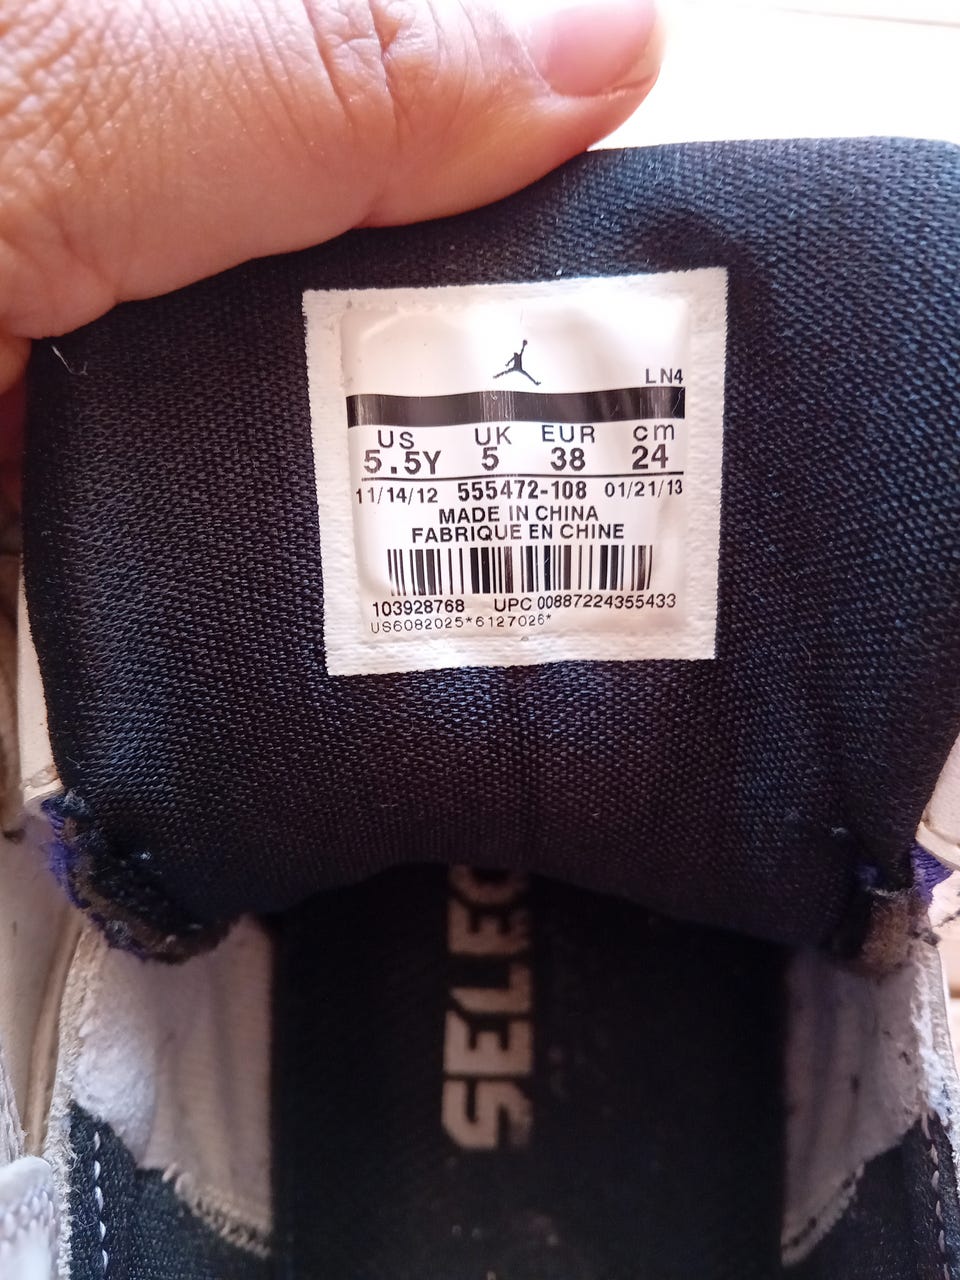 LN4
US UK EUR cm
5.5Y 5 38 24
11/14/12 555472-108 01/21/13
MADE IN CHINA
FABRIQUE EN CHINE
103928768 UPC 00887224355433
US6082025*6127026*
SELEC